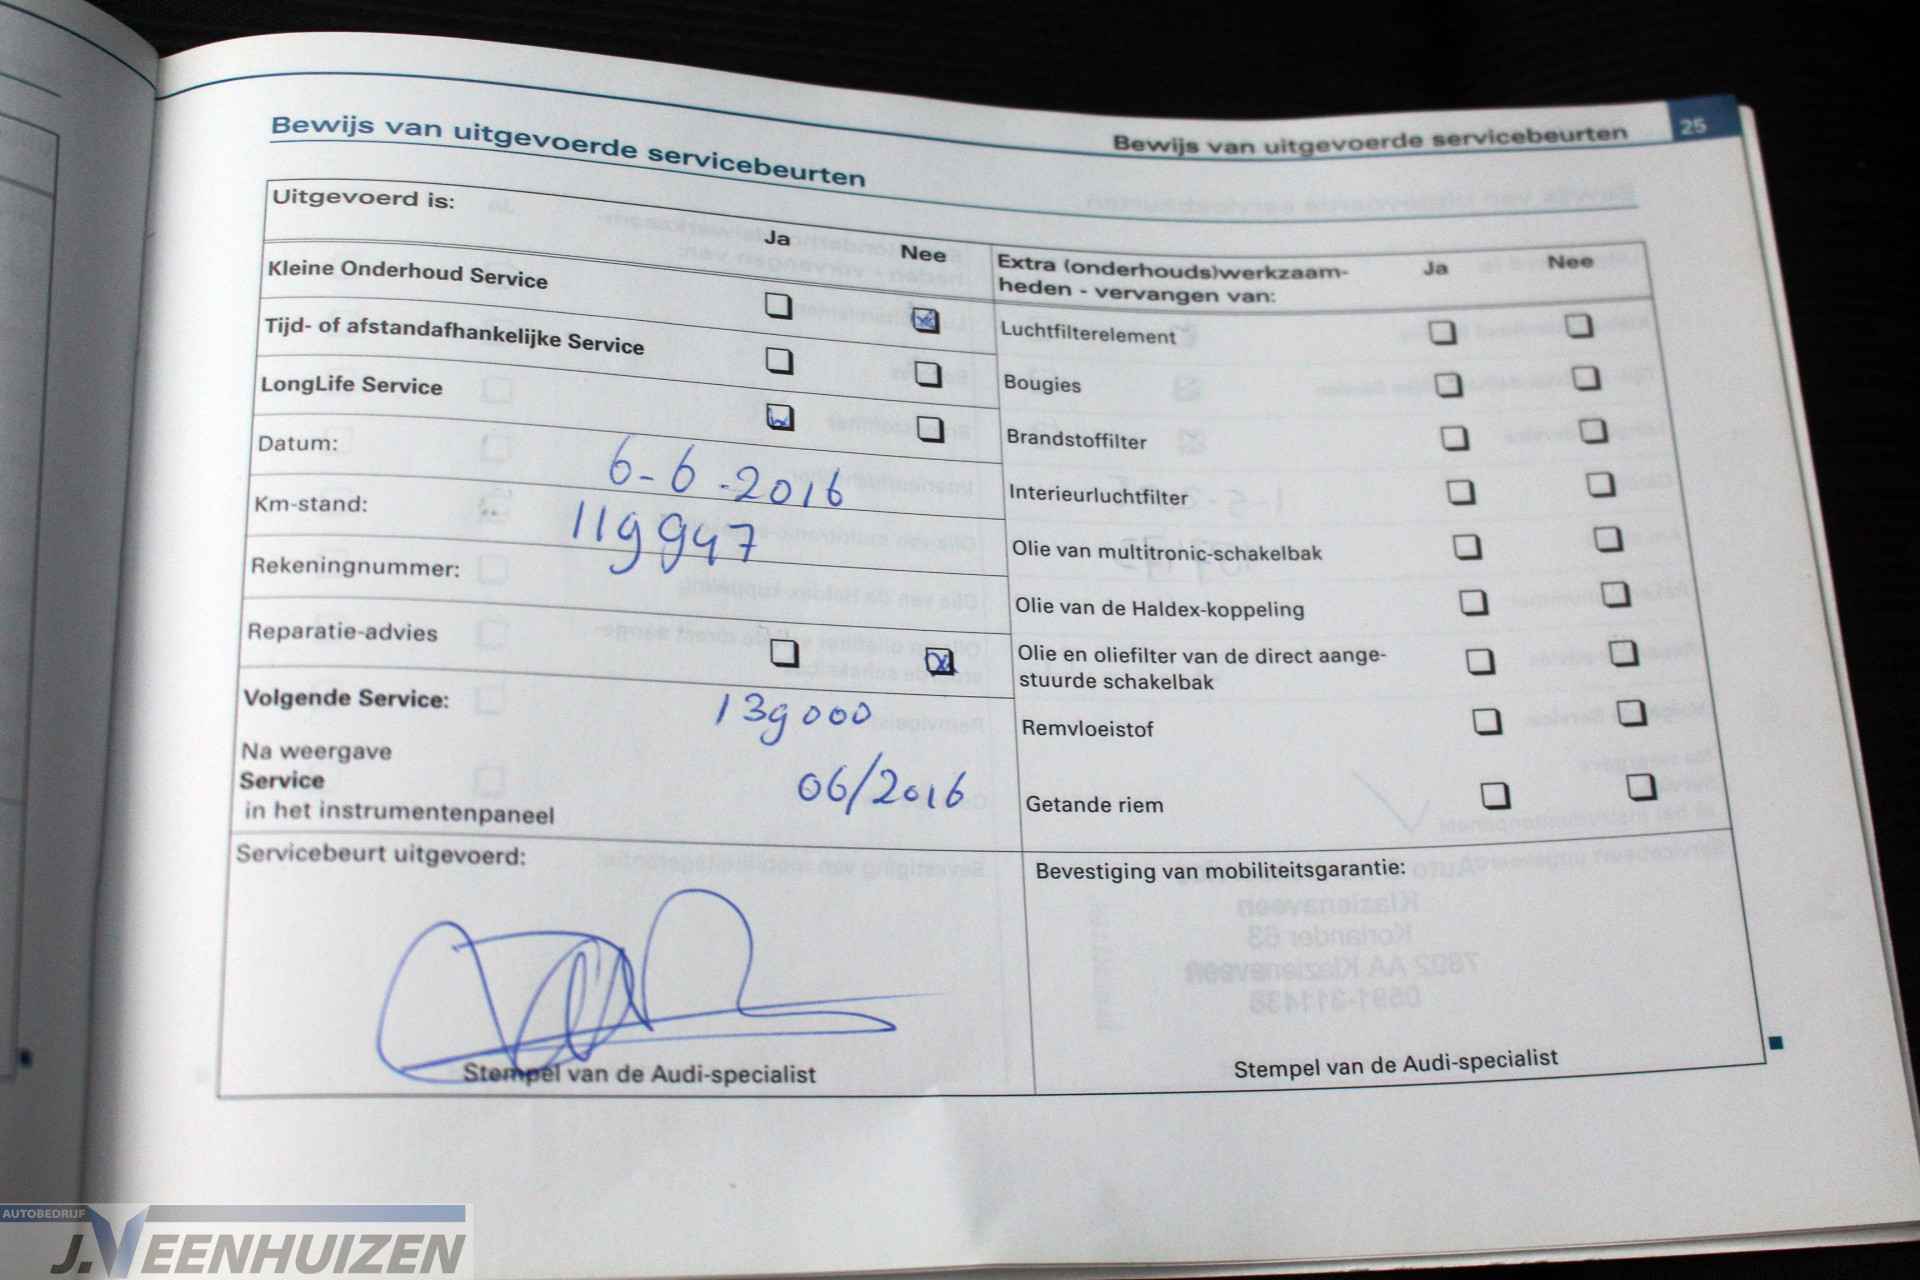 Bewijs van uitgevoerde servicebeurten 25
Bewijs van uitgevoerde servicebeurten
Uitgevoerd is:
Ja Nee
Kleine Onderhoud Service
Tijd- of afstandafhankelijke Service
LongLife Service
Datum: 6-6-2016
Km-stand: 119947
Rekeningnummer:
Reparatie-advies
Volgende Service: 139000
Na weergave
Service
in het instrumentenpaneel
06/2016
Servicebeurt uitgevoerd:
Stempel van de Audi-specialist
Extra (onderhouds)werkzaam- Ja Nee
heden - vervangen van:
Luchtfilterelement
Bougies
Brandstoffilter
Interieurluchtfilter
Olie van multitronic-schakelbak
Olie van de Haldex-koppeling
Olie en oliefilter van de direct aange-
stuurde schakelbak
Remvloeistof
Getande riem
Bevestiging van mobiliteitsgarantie:
Stempel van de Audi-specialist
AUTOBEDRIJF
J.VEENHUIZEN